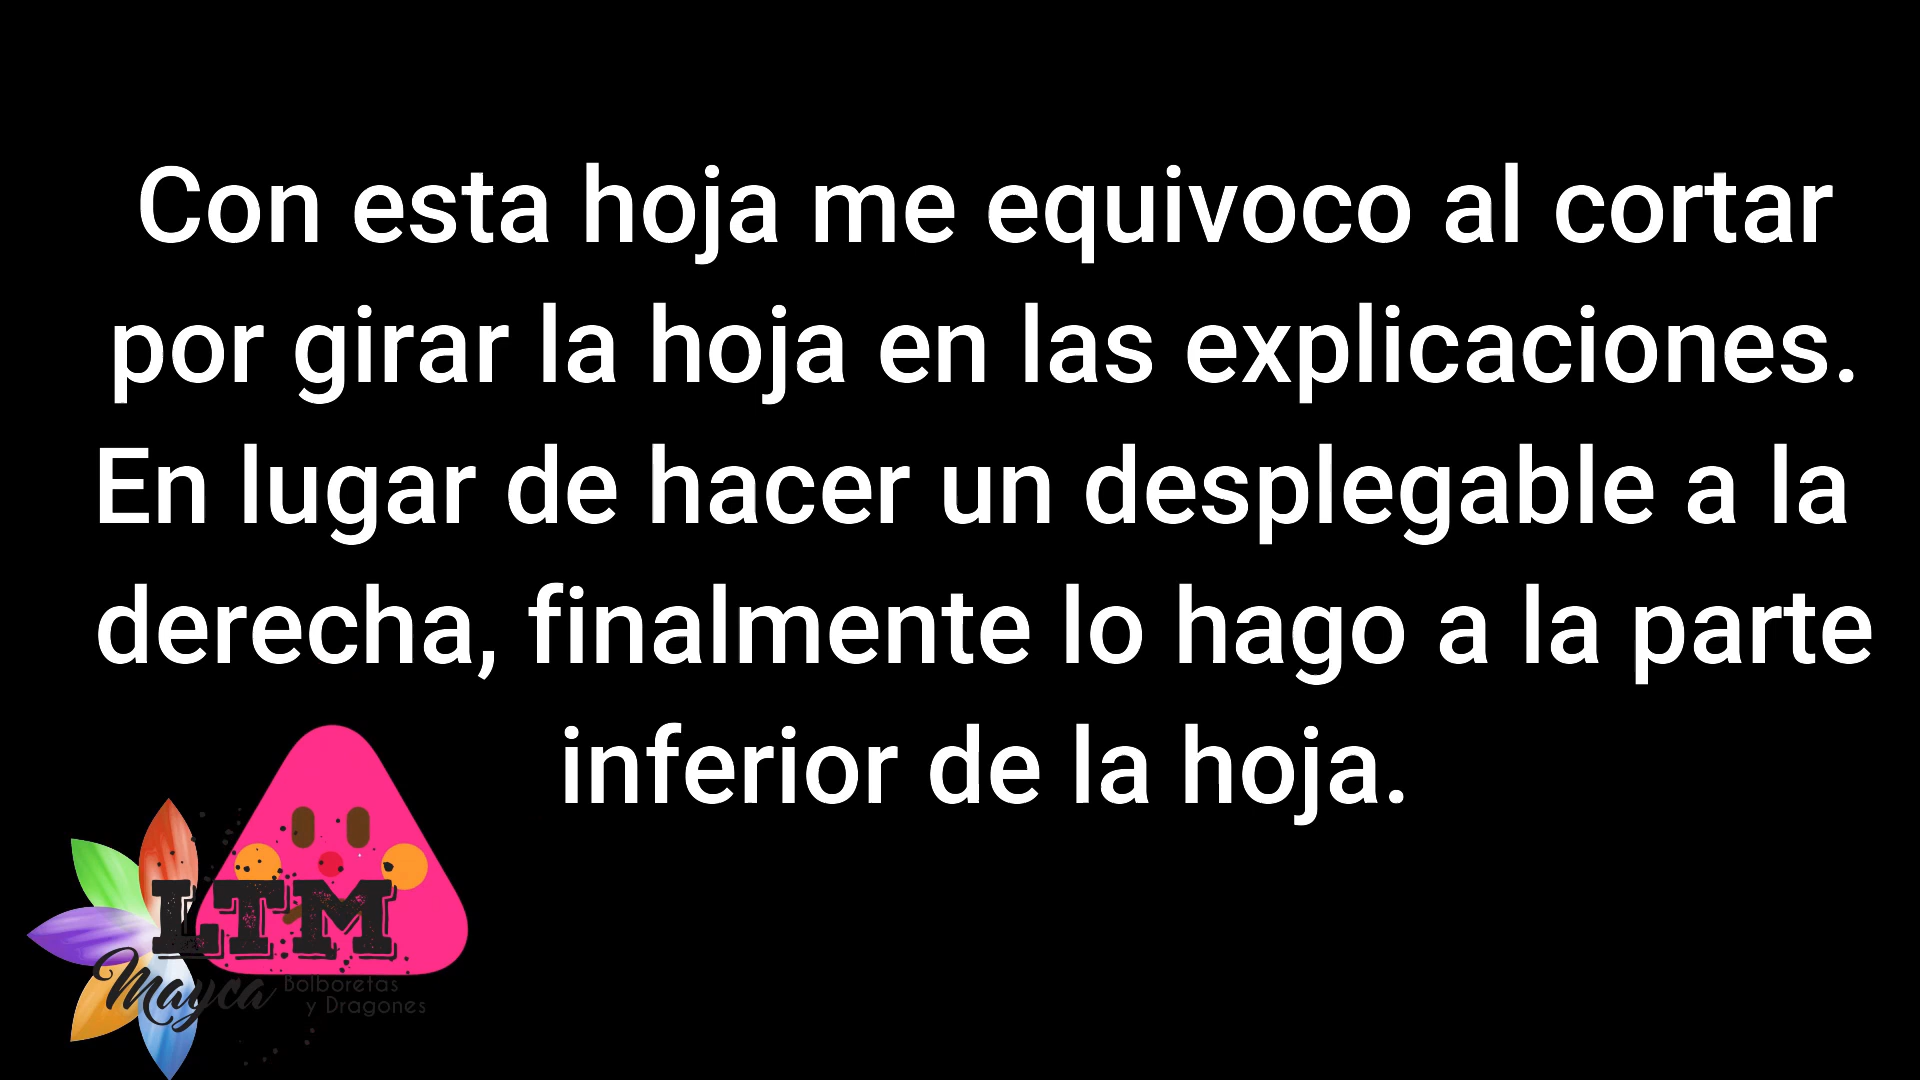 Con esta hoja me equivoco al cortar
por girar la hoja en las explicaciones.
En lugar de hacer un desplegable a la
derecha, finalmente lo hago a la parte
inferior de la hoja.
LTM
Mayca
Bolboretas
y Dragones